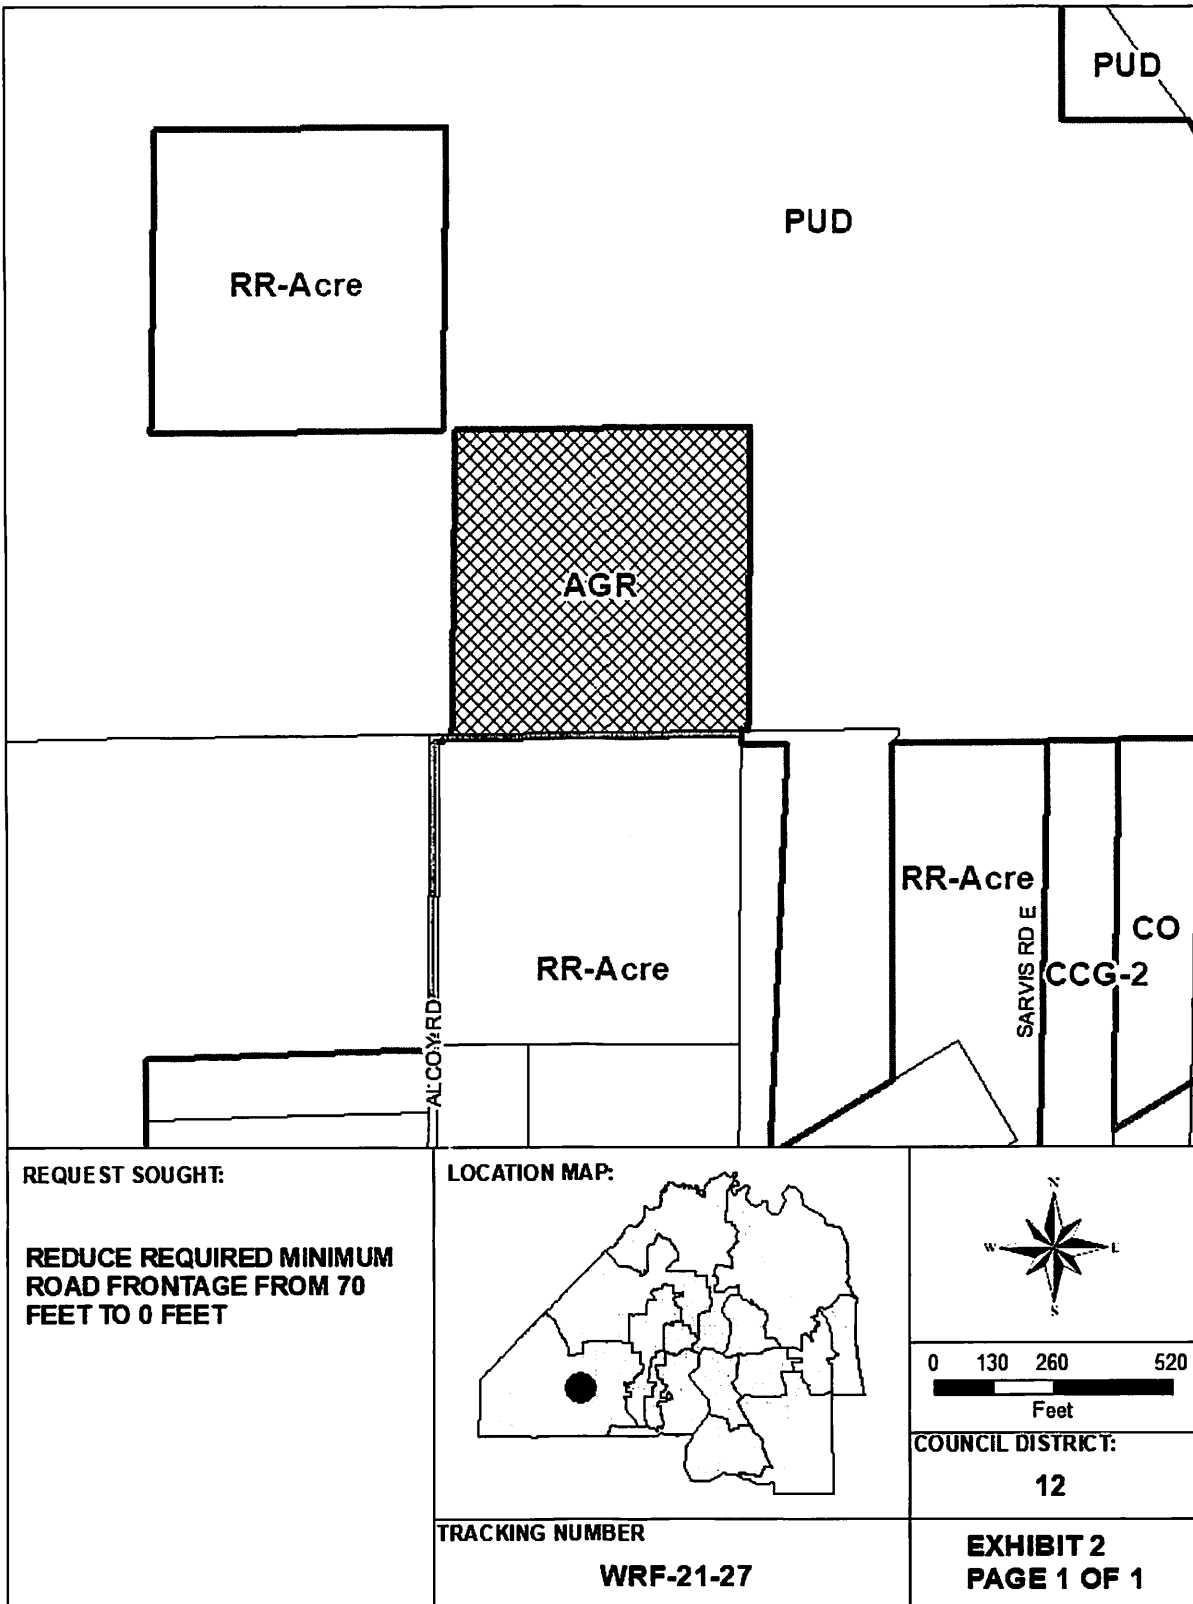 PUD
PUD
RR-Acre
AGR
RR-Acre
RR-Acre
SARVIS RD E
CCG-2
CO
ALCOY RD
REQUEST SOUGHT:
REDUCE REQUIRED MINIMUM
ROAD FRONTAGE FROM 70
FEET TO 0 FEET
LOCATION MAP:
N
W
E
S
0 130 260 520
Feet
COUNCIL DISTRICT:
12
TRACKING NUMBER
WRF-21-27
EXHIBIT 2
PAGE 1 OF 1